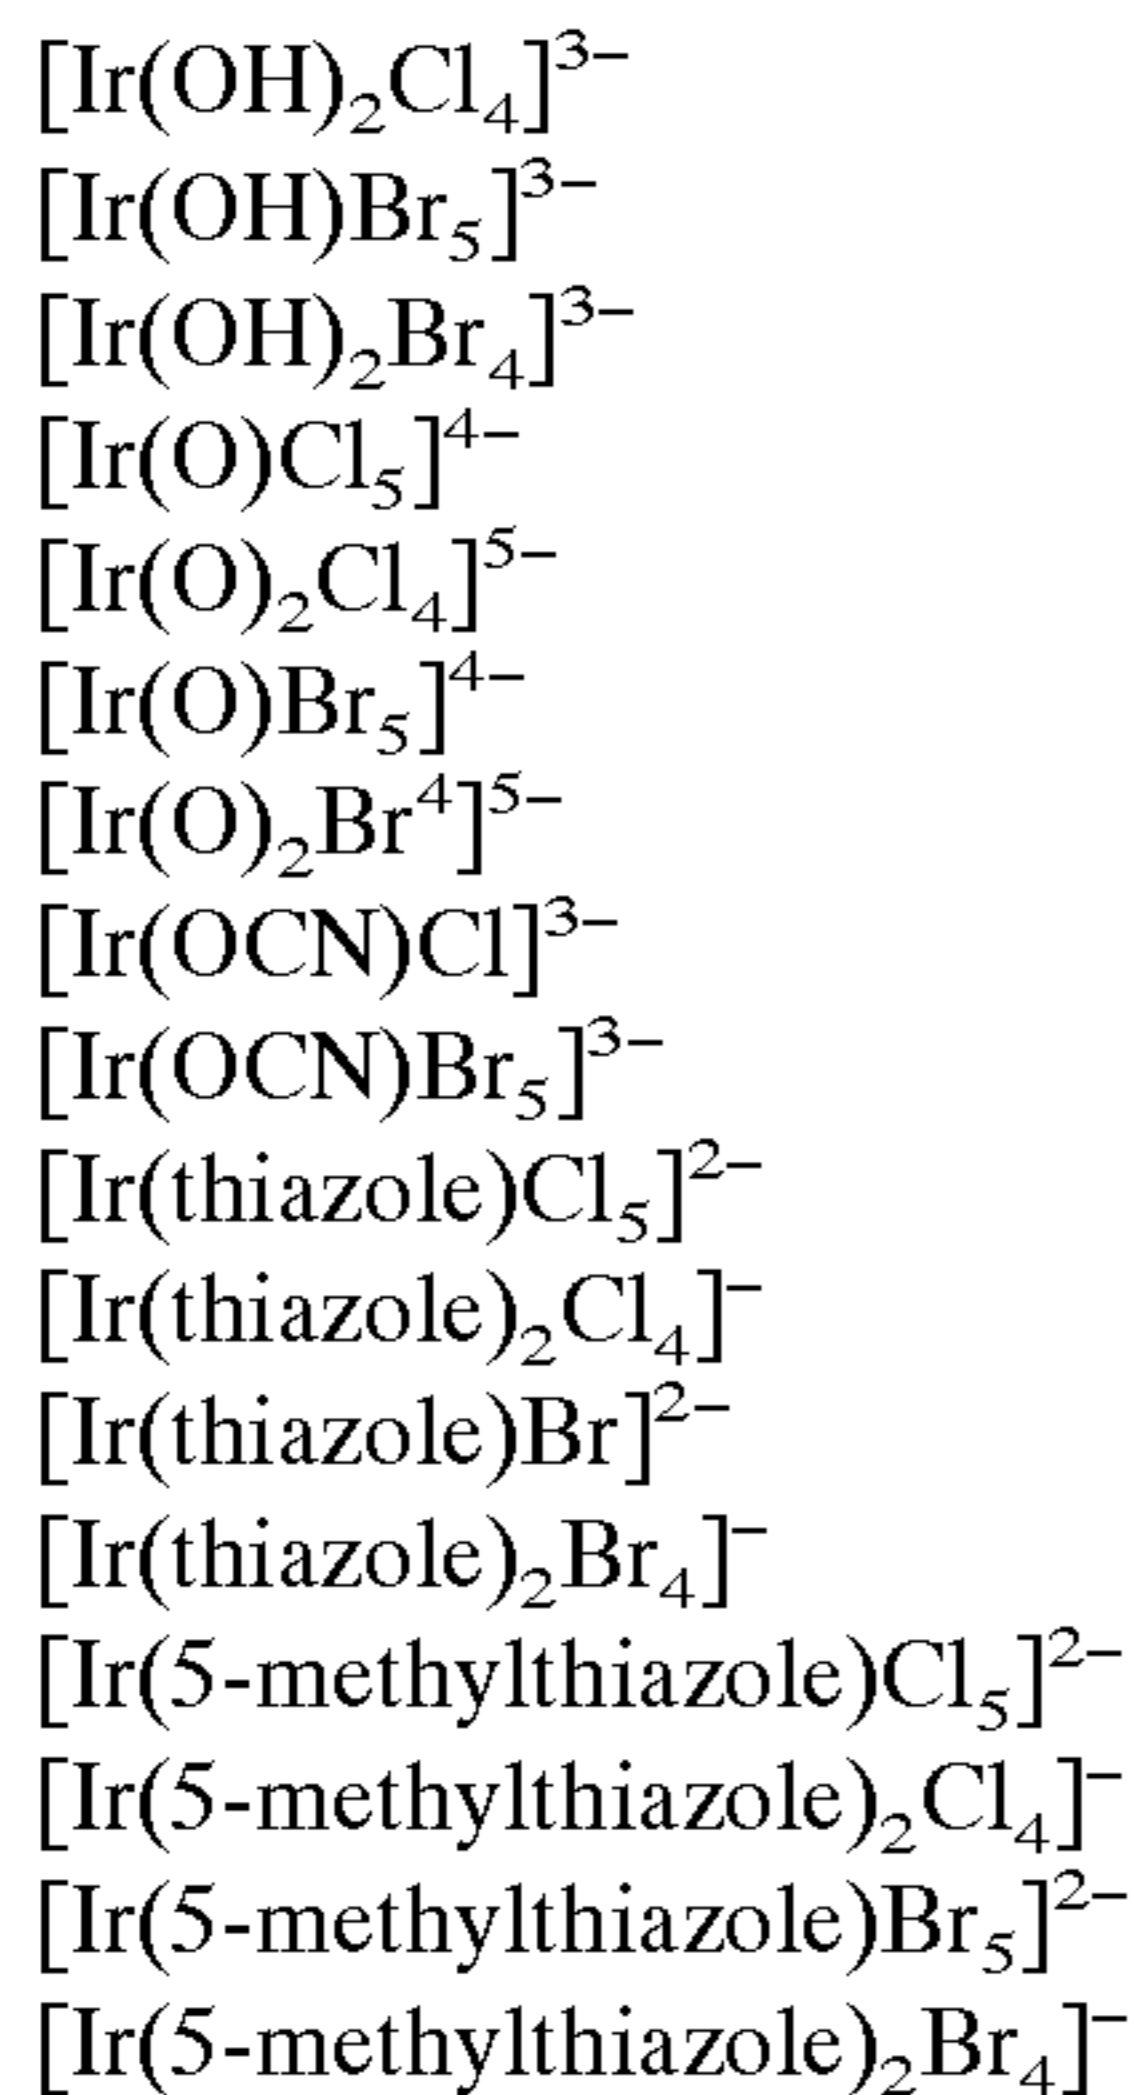 [Ir(OH)₂Cl₄]³⁻
[Ir(OH)Br₅]³⁻
[Ir(OH)₂Br₄]³⁻
[Ir(O)Cl₅]⁴⁻
[Ir(O)₂Cl₄]⁵⁻
[Ir(O)Br₅]⁴⁻
[Ir(O)₂Br⁴]⁵⁻
[Ir(OCN)Cl]³⁻
[Ir(OCN)Br₅]³⁻
[Ir(thiazole)Cl₅]²⁻
[Ir(thiazole)₂Cl₄]⁻
[Ir(thiazole)Br]²⁻
[Ir(thiazole)₂Br₄]⁻
[Ir(5-methylthiazole)Cl₅]²⁻
[Ir(5-methylthiazole)₂Cl₄]⁻
[Ir(5-methylthiazole)Br₅]²⁻
[Ir(5-methylthiazole)₂Br₄]⁻